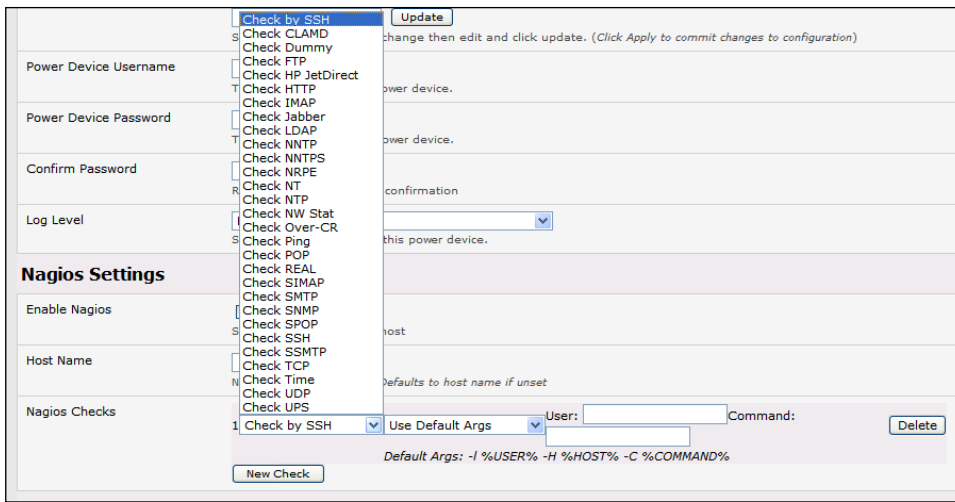 Update
S change then edit and click update. (Click Apply to commit changes to configuration)
Power Device Username
T ower device.
Power Device Password
T ower device.
Confirm Password
R confirmation
Log Level
S this power device.
Nagios Settings
Enable Nagios
S host
Host Name
N Defaults to host name if unset
Nagios Checks
Check by SSH
Check CLAMD
Check Dummy
Check FTP
Check HP JetDirect
Check HTTP
Check IMAP
Check Jabber
Check LDAP
Check NNTP
Check NNTPS
Check NRPE
Check NT
Check NTP
Check NW Stat
Check Over-CR
Check Ping
Check POP
Check REAL
Check SIMAP
Check SMTP
Check SNMP
Check SPOP
Check SSH
Check SSMTP
Check TCP
Check Time
Check UDP
Check UPS
1 Check by SSH Use Default Args User: Command: Delete
Default Args: -l %USER% -H %HOST% -C %COMMAND%
New Check